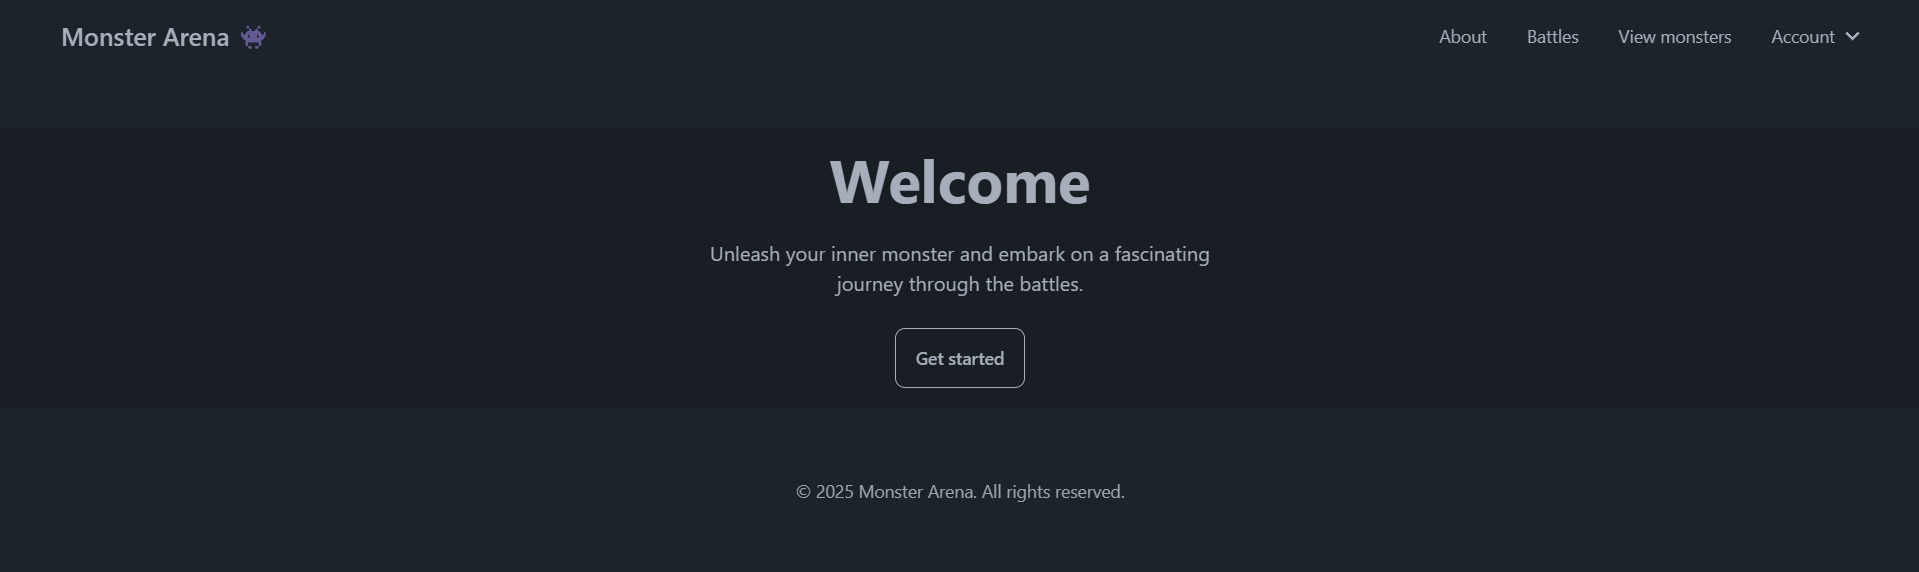 Monster Arena 👾
About
Battles
View monsters
Account
Welcome
Unleash your inner monster and embark on a fascinating
journey through the battles.
Get started
© 2025 Monster Arena. All rights reserved.